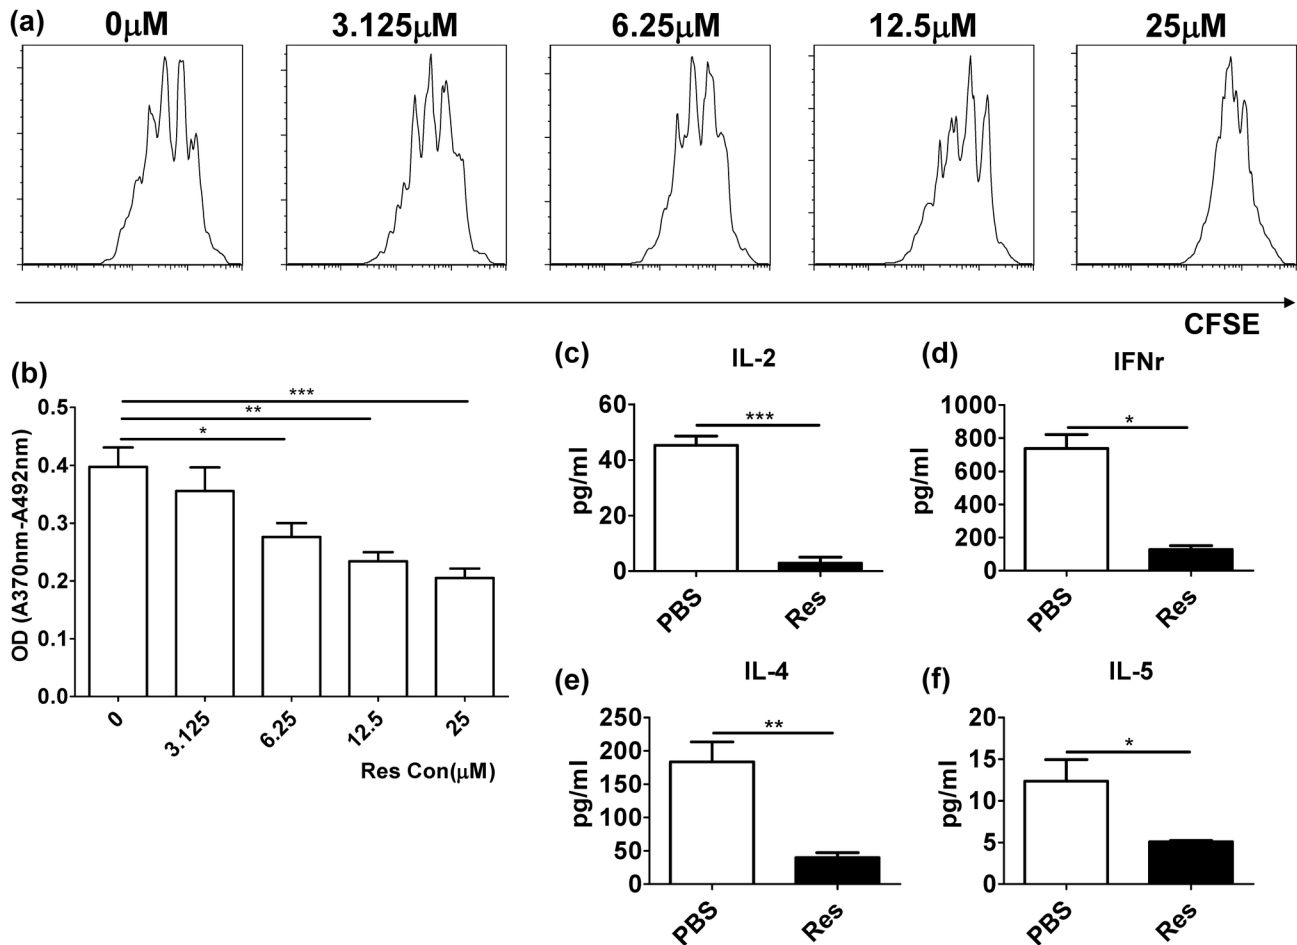 (a)
0μM 3.125μM 6.25μM 12.5μM 25μM
CFSE
(b)
OD (A370nm-A492nm)
0.5
0.4
0.3
0.2
0.1
0.0
* ** ***
0 3.125 6.25 12.5 25
Res Con(μM)
(c) IL-2
pg/ml
60
40
20
0
***
PBS Res
(d) IFNr
pg/ml
1000
800
600
400
200
0
*
PBS Res
(e) IL-4
pg/ml
250
200
150
100
50
0
**
PBS Res
(f) IL-5
pg/ml
20
15
10
5
0
*
PBS Res